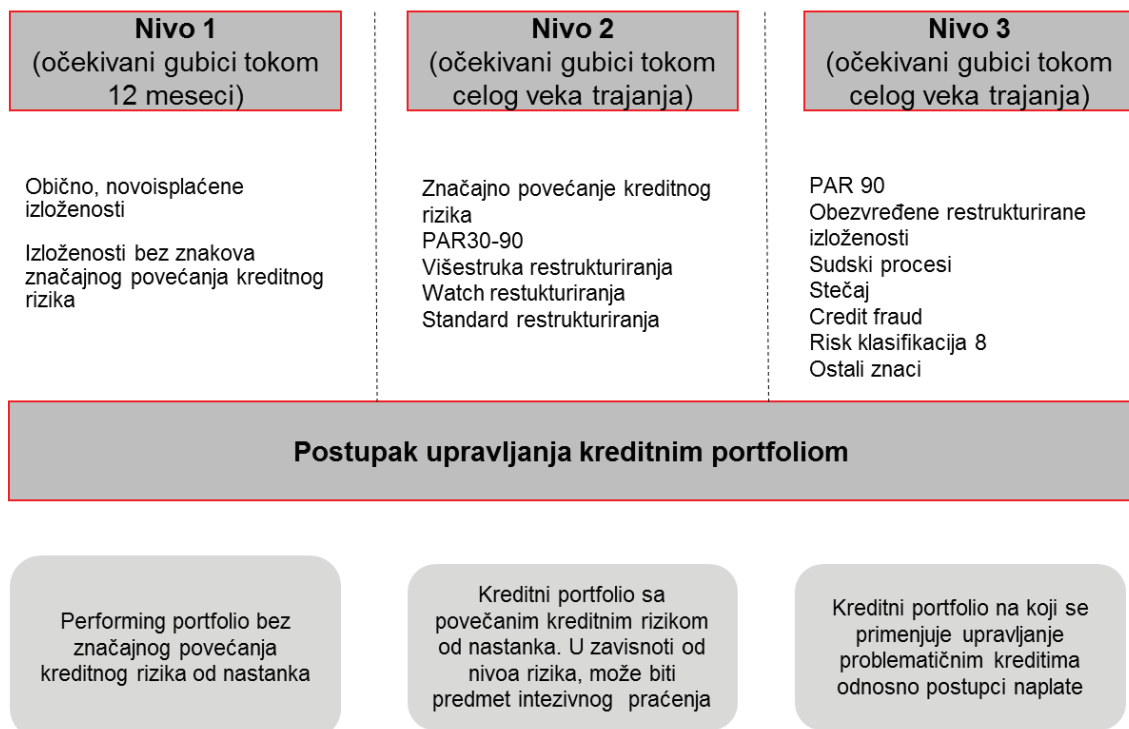 Nivo 1
(očekivani gubici tokom
12 meseci)
Nivo 2
(očekivani gubici tokom
celog veka trajanja)
Nivo 3
(očekivani gubici tokom
celog veka trajanja)
Obično, novoisplaćene
izloženosti
Izloženosti bez znakova
značajnog povećanja kreditnog
rizika
Značajno povećanje kreditnog
rizika
PAR30-90
Višestruka restrukturiranja
Watch restukturiranja
Standard restrukturiranja
PAR 90
Obezvređene restrukturirane
izloženosti
Sudski procesi
Stečaj
Credit fraud
Risk klasifikacija 8
Ostali znaci
Postupak upravljanja kreditnim portfoliom
Performing portfolio bez
značajnog povećanja
kreditnog rizika od nastanka
Kreditni portfolio sa
povečanim kreditnim rizikom
od nastanka. U zavisnoti od
nivoa rizika, može biti
predmet intezivnog praćenja
Kreditni portfolio na koji se
primenjuje upravljanje
problematičnim kreditima
odnosno postupci naplate